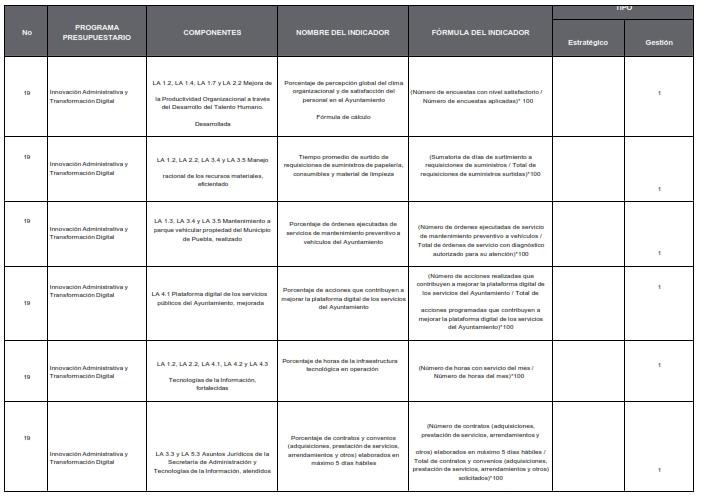 TIPO
No
PROGRAMA
PRESUPUESTARIO
COMPONENTES
NOMBRE DEL INDICADOR
FÓRMULA DEL INDICADOR
Estratégico
Gestión
19
Innovación Administrativa y
Transformación Digital
LA 1.2, LA 1.4, LA 1.7 y LA 2.2 Mejora de
la Productividad Organizacional a través
del Desarrollo del Talento Humano.
Desarrollada
Porcentaje de percepción global del clima
organizacional y de satisfacción del
personal en el Ayuntamiento
Fórmula de cálculo
(Número de encuestas con nivel satisfactorio /
Número de encuestas aplicadas)* 100
1
19
Innovación Administrativa y
Transformación Digital
LA 1.2, LA 2.2, LA 3.4 y LA 3.5 Manejo
racional de los recursos materiales,
eficientado
Tiempo promedio de surtido de
requisiciones de suministros de papelería,
consumibles y material de limpieza
(Sumatoria de días de surtimiento a
requisiciones de suministros / Total de
requisiciones de suministros surtidas)*100
1
19
Innovación Administrativa y
Transformación Digital
LA 1.3, LA 3.4 y LA 3.5 Mantenimiento a
parque vehicular propiedad del Municipio
de Puebla, realizado
Porcentaje de órdenes ejecutadas de
servicios de mantenimiento preventivo a
vehículos del Ayuntamiento
(Número de órdenes ejecutadas de servicio
de mantenimiento preventivo a vehículos /
Total de órdenes de servicio con diagnóstico
autorizado para su atención)*100
1
19
Innovación Administrativa y
Transformación Digital
LA 4.1 Plataforma digital de los servicios
públicos del Ayuntamiento, mejorada
Porcentaje de acciones que contribuyen a
mejorar la plataforma digital de los servicios
del Ayuntamiento
(Número de acciones realizadas que
contribuyen a mejorar la plataforma digital de
los servicios del Ayuntamiento / Total de
acciones programadas que contribuyen a
mejorar la plataforma digital de los servicios
del Ayuntamiento)*100
1
19
Innovación Administrativa y
Transformación Digital
LA 1.2, LA 2.2, LA 4.1, LA 4.2 y LA 4.3
Tecnologías de la Información,
fortalecidas
Porcentaje de horas de la infraestructura
tecnológica en operación
(Número de horas con servicio del mes /
Número de horas del mes)*100
1
19
Innovación Administrativa y
Transformación Digital
LA 3.3 y LA 5.3 Asuntos Jurídicos de la
Secretaría de Administración y
Tecnologías de la Información, atendidos
Porcentaje de contratos y convenios
(adquisiciones, prestación de servicios,
arrendamientos y otros) elaborados en
máximo 5 días hábiles
(Número de contratos (adquisiciones,
prestación de servicios, arrendamientos y
otros) elaborados en máximo 5 días hábiles /
Total de contratos y convenios (adquisiciones,
prestación de servicios, arrendamientos y otros)
solicitados)*100
1